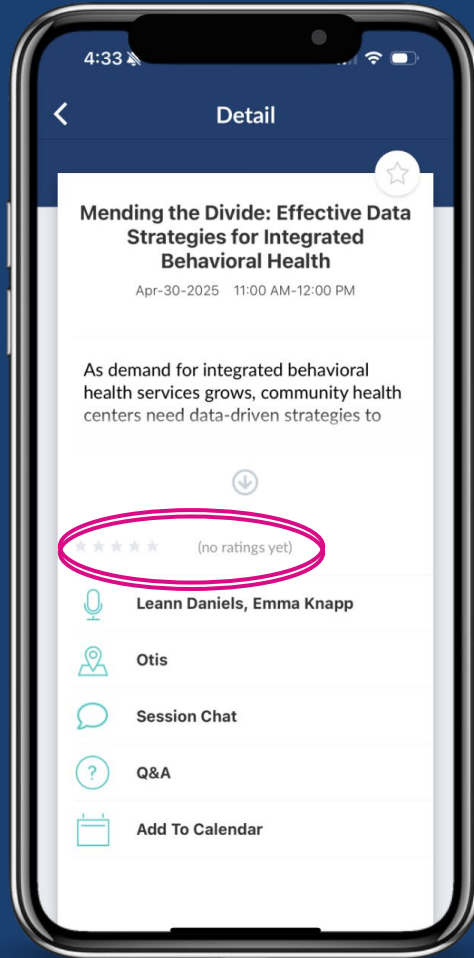 4:33
Detail
Mending the Divide: Effective Data
Strategies for Integrated
Behavioral Health
Apr-30-2025 11:00 AM-12:00 PM
As demand for integrated behavioral
health services grows, community health
centers need data-driven strategies to
(no ratings yet)
Leann Daniels, Emma Knapp
Otis
Session Chat
? Q&A
Add To Calendar